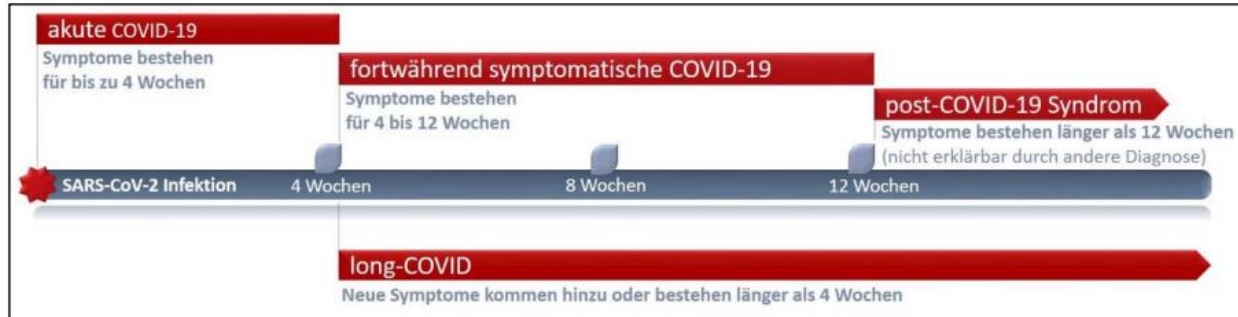 akute COVID-19
Symptome bestehen
für bis zu 4 Wochen
fortwährend symptomatische COVID-19
Symptome bestehen
für 4 bis 12 Wochen
post-COVID-19 Syndrom
Symptome bestehen länger als 12 Wochen
(nicht erklärbar durch andere Diagnose)
SARS-CoV-2 Infektion 4 Wochen 8 Wochen 12 Wochen
long-COVID
Neue Symptome kommen hinzu oder bestehen länger als 4 Wochen